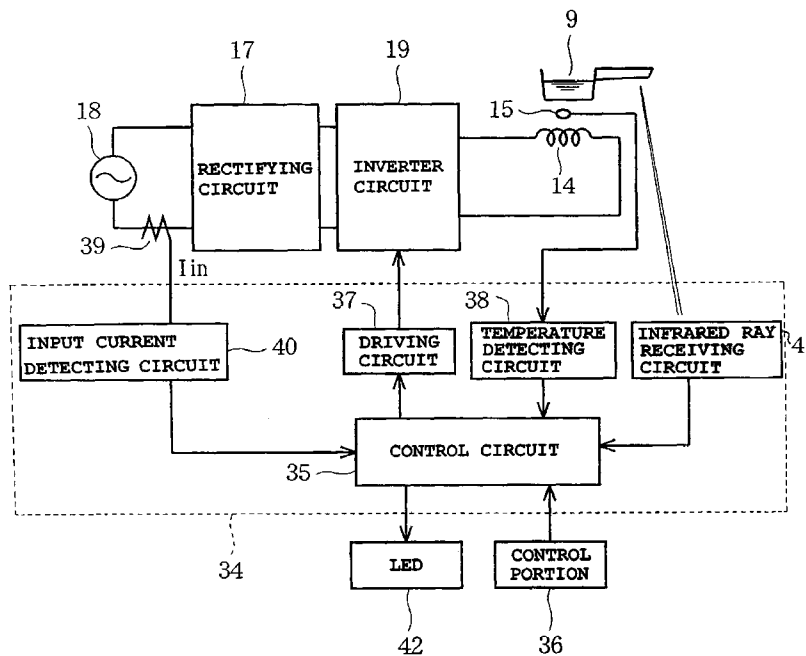 9
17
19
18
15
RECTIFYING
CIRCUIT
INVERTER
CIRCUIT
14
39
Iin
37
38
INPUT CURRENT
DETECTING CIRCUIT
40
DRIVING
CIRCUIT
TEMPERATURE
DETECTING
CIRCUIT
INFRARED RAY
RECEIVING
CIRCUIT
4
CONTROL CIRCUIT
35
LED
CONTROL
PORTION
34
42
36